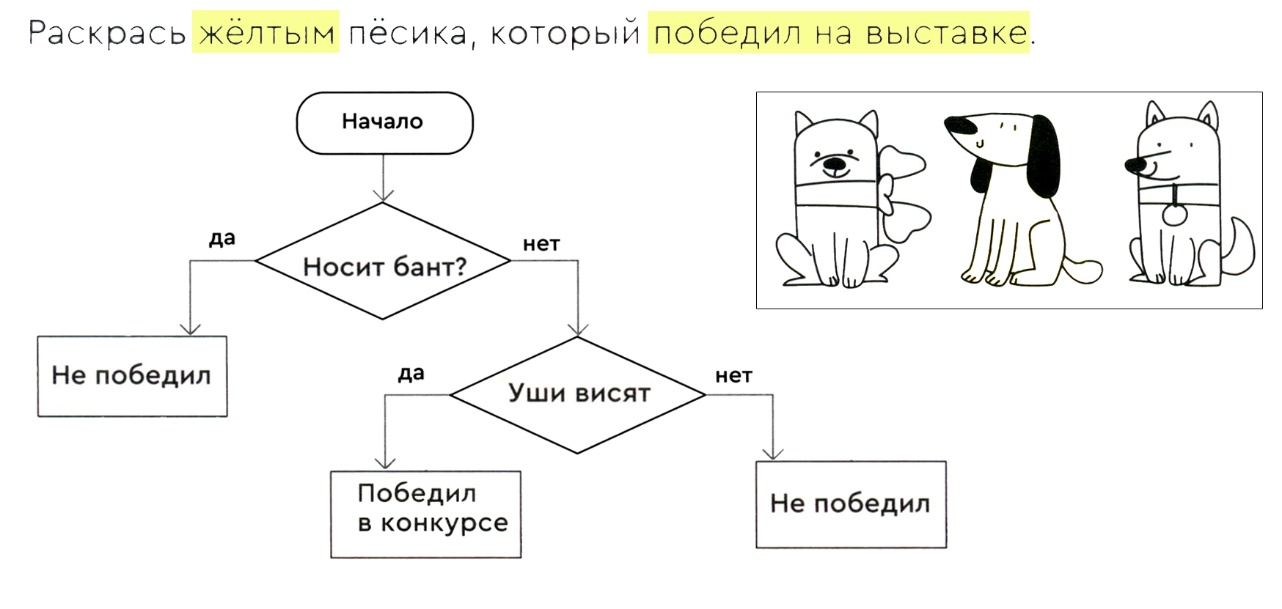 Раскрась жёлтым пёсика, который победил на выставке.
Начало
да
нет
Носит бант?
Не победил
да
нет
Уши висят
Победил
в конкурсе
Не победил